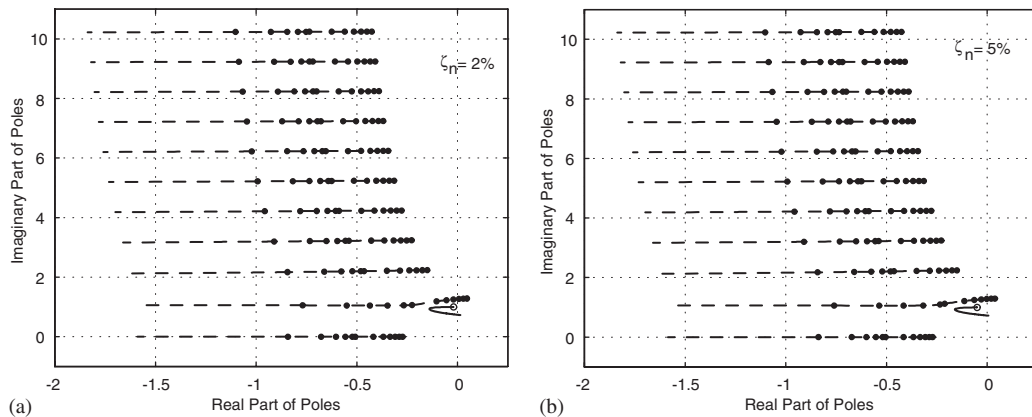 10
8
6
4
2
0
Imaginary Part of Poles
ζn= 2%
-2
-1.5
-1
-0.5
0
Real Part of Poles
(a)
10
8
6
4
2
0
Imaginary Part of Poles
ζn= 5%
-2
-1.5
-1
-0.5
0
Real Part of Poles
(b)